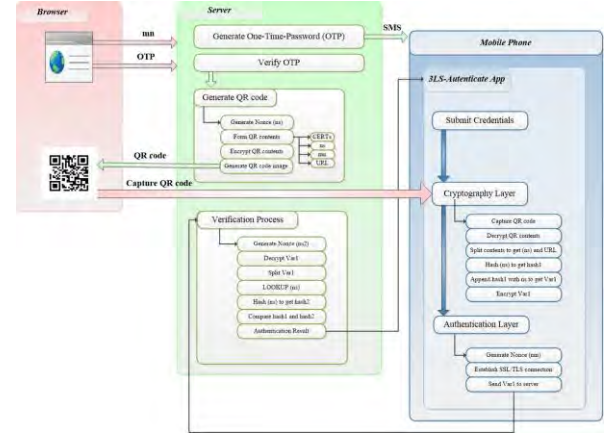 Browser
Server
mn
Generate One-Time-Password (OTP)
SMS
Mobile Phone
OTP
Verify OTP
3LS-Autenticate App
Generate QR code
Generate Nonce (ns)
Form QR contents
CERTs
ns
mn
URL
Encrypt QR contents
Generate QR code image
QR code
Capture QR code
Submit Credentials
Cryptography Layer
Capture QR code
Decrypt QR contents
Split contents to get (ns) and URL
Hash (ns) to get hash1
Append hash1 with ns to get Var1
Encrypt Var1
Verification Process
Generate Nonce (ns2)
Decrypt Var1
Split Var1
LOOKUP (ns)
Hash (ns) to get hash2
Compare hash1 and hash2
Authentication Result
Authentication Layer
Generate Nonce (nm)
Establish SSL/TLS connection
Send Var1 to server